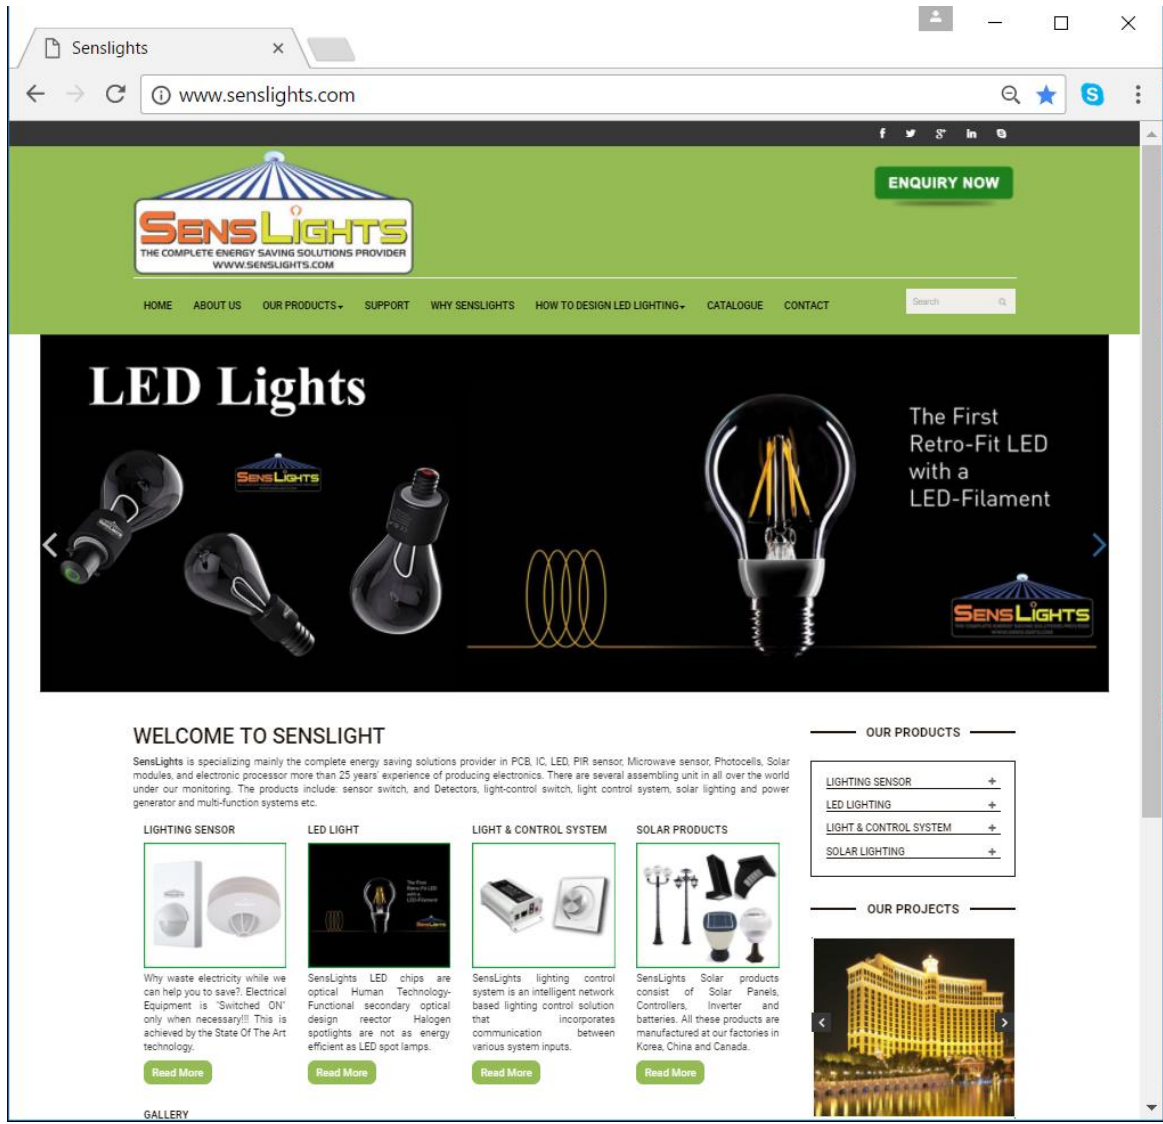 Senslights
www.senslights.com
ENQUIRY NOW
SENSLIGHTS
THE COMPLETE ENERGY SAVING SOLUTIONS PROVIDER
WWW.SENSLIGHTS.COM
HOME ABOUT US OUR PRODUCTS SUPPORT WHY SENSLIGHTS HOW TO DESIGN LED LIGHTING CATALOGUE CONTACT Search
LED Lights
SENSLIGHTS
The First
Retro-Fit LED
with a
LED-Filament
SENSLIGHTS
WELCOME TO SENSLIGHT
SensLights is specializing mainly the complete energy saving solutions provider in PCB, IC, LED, PIR sensor, Microwave sensor, Photocells, Solar
modules, and electronic processor more than 25 years' experience of producing electronics. There are several assembling unit in all over the world
under our monitoring. The products include: sensor switch, and Detectors, light-control switch, light control system, solar lighting and power
generator and multi-function systems etc.
LIGHTING SENSOR
Why waste electricity while we
can help you to save?. Electrical
Equipment is "Switched ON"
only when necessary!!! This is
achieved by the State Of The Art
technology.
Read More
LED LIGHT
The First
Retro-Fit LED
with a
LED-Filament
SensLights LED chips are
optical Human Technology-
Functional secondary optical
design reector Halogen
spotlights are not as energy
efficient as LED spot lamps.
Read More
LIGHT & CONTROL SYSTEM
SensLights lighting control
system is an intelligent network
based lighting control solution
that incorporates
communication between
various system inputs.
Read More
SOLAR PRODUCTS
SensLights Solar products
consist of Solar Panels,
Controllers, Inverter and
batteries. All these products are
manufactured at our factories in
Korea, China and Canada.
Read More
GALLERY
OUR PRODUCTS
LIGHTING SENSOR +
LED LIGHTING +
LIGHT & CONTROL SYSTEM +
SOLAR LIGHTING +
OUR PROJECTS